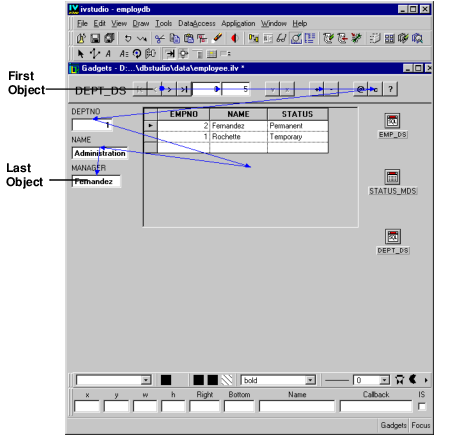 ivstudio - employdb
File Edit View Draw Tools DataAccess Application Window Help
Gadgets - D:...\dbstudio\data\employee.ilv *
First
Object
DEPT_DS
5
@
?
DEPTNO
1
NAME
Administration
MANAGER
Fernandez
Last
Object
EMPNO NAME STATUS
2 Fernandez Permanent
1 Rochette Temporary
EMP_DS
SQL
STATUS_MDS
SQL
DEPT_DS
bold
0
x y w h Right Bottom Name Callback IS
Gadgets Focus